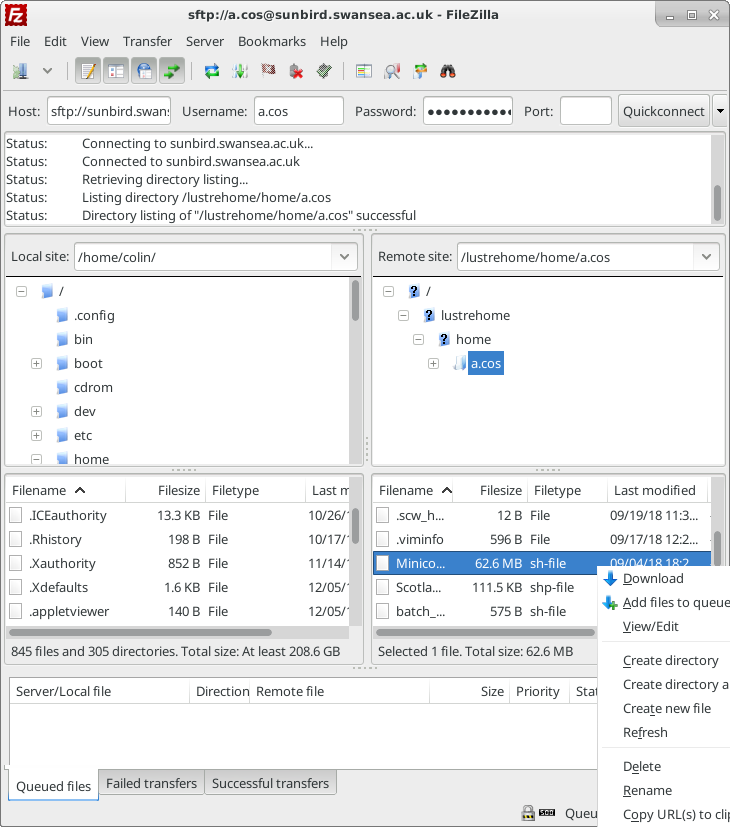 sftp://a.cos@sunbird.swansea.ac.uk - FileZilla
File Edit View Transfer Server Bookmarks Help
Host: sftp://sunbird.swans Username: a.cos Password: ●●●●●●●●●●● Port: Quickconnect
Status: Connecting to sunbird.swansea.ac.uk...
Status: Connected to sunbird.swansea.ac.uk
Status: Retrieving directory listing...
Status: Listing directory /lustrehome/home/a.cos
Status: Directory listing of "/lustrehome/home/a.cos" successful
Local site: /home/colin/
/
.config
bin
boot
cdrom
dev
etc
home
Remote site: /lustrehome/home/a.cos
? /
? lustrehome
? home
a.cos
Filename Filesize Filetype Last m
.ICEauthority 13.3 KB File 10/26/1
.Rhistory 198 B File 10/17/1
.Xauthority 852 B File 11/14/1
.Xdefaults 1.6 KB File 12/05/1
.appletviewer 140 B File 12/05/1
845 files and 305 directories. Total size: At least 208.6 GB
Filename Filesize Filetype Last modified
.scw_h... 12 B File 09/19/18 11:3...
.viminfo 596 B File 09/17/18 12:2...
Minico... 62.6 MB sh-file 09/04/18 18:2...
Scotla... 111.5 KB shp-file
batch_... 575 B sh-file
Selected 1 file. Total size: 62.6 MB
Download
Add files to queue
View/Edit
Create directory
Create directory a
Create new file
Refresh
Delete
Rename
Copy URL(s) to clip
Server/Local file Direction Remote file Size Priority Stat
Queued files Failed transfers Successful transfers
Queu